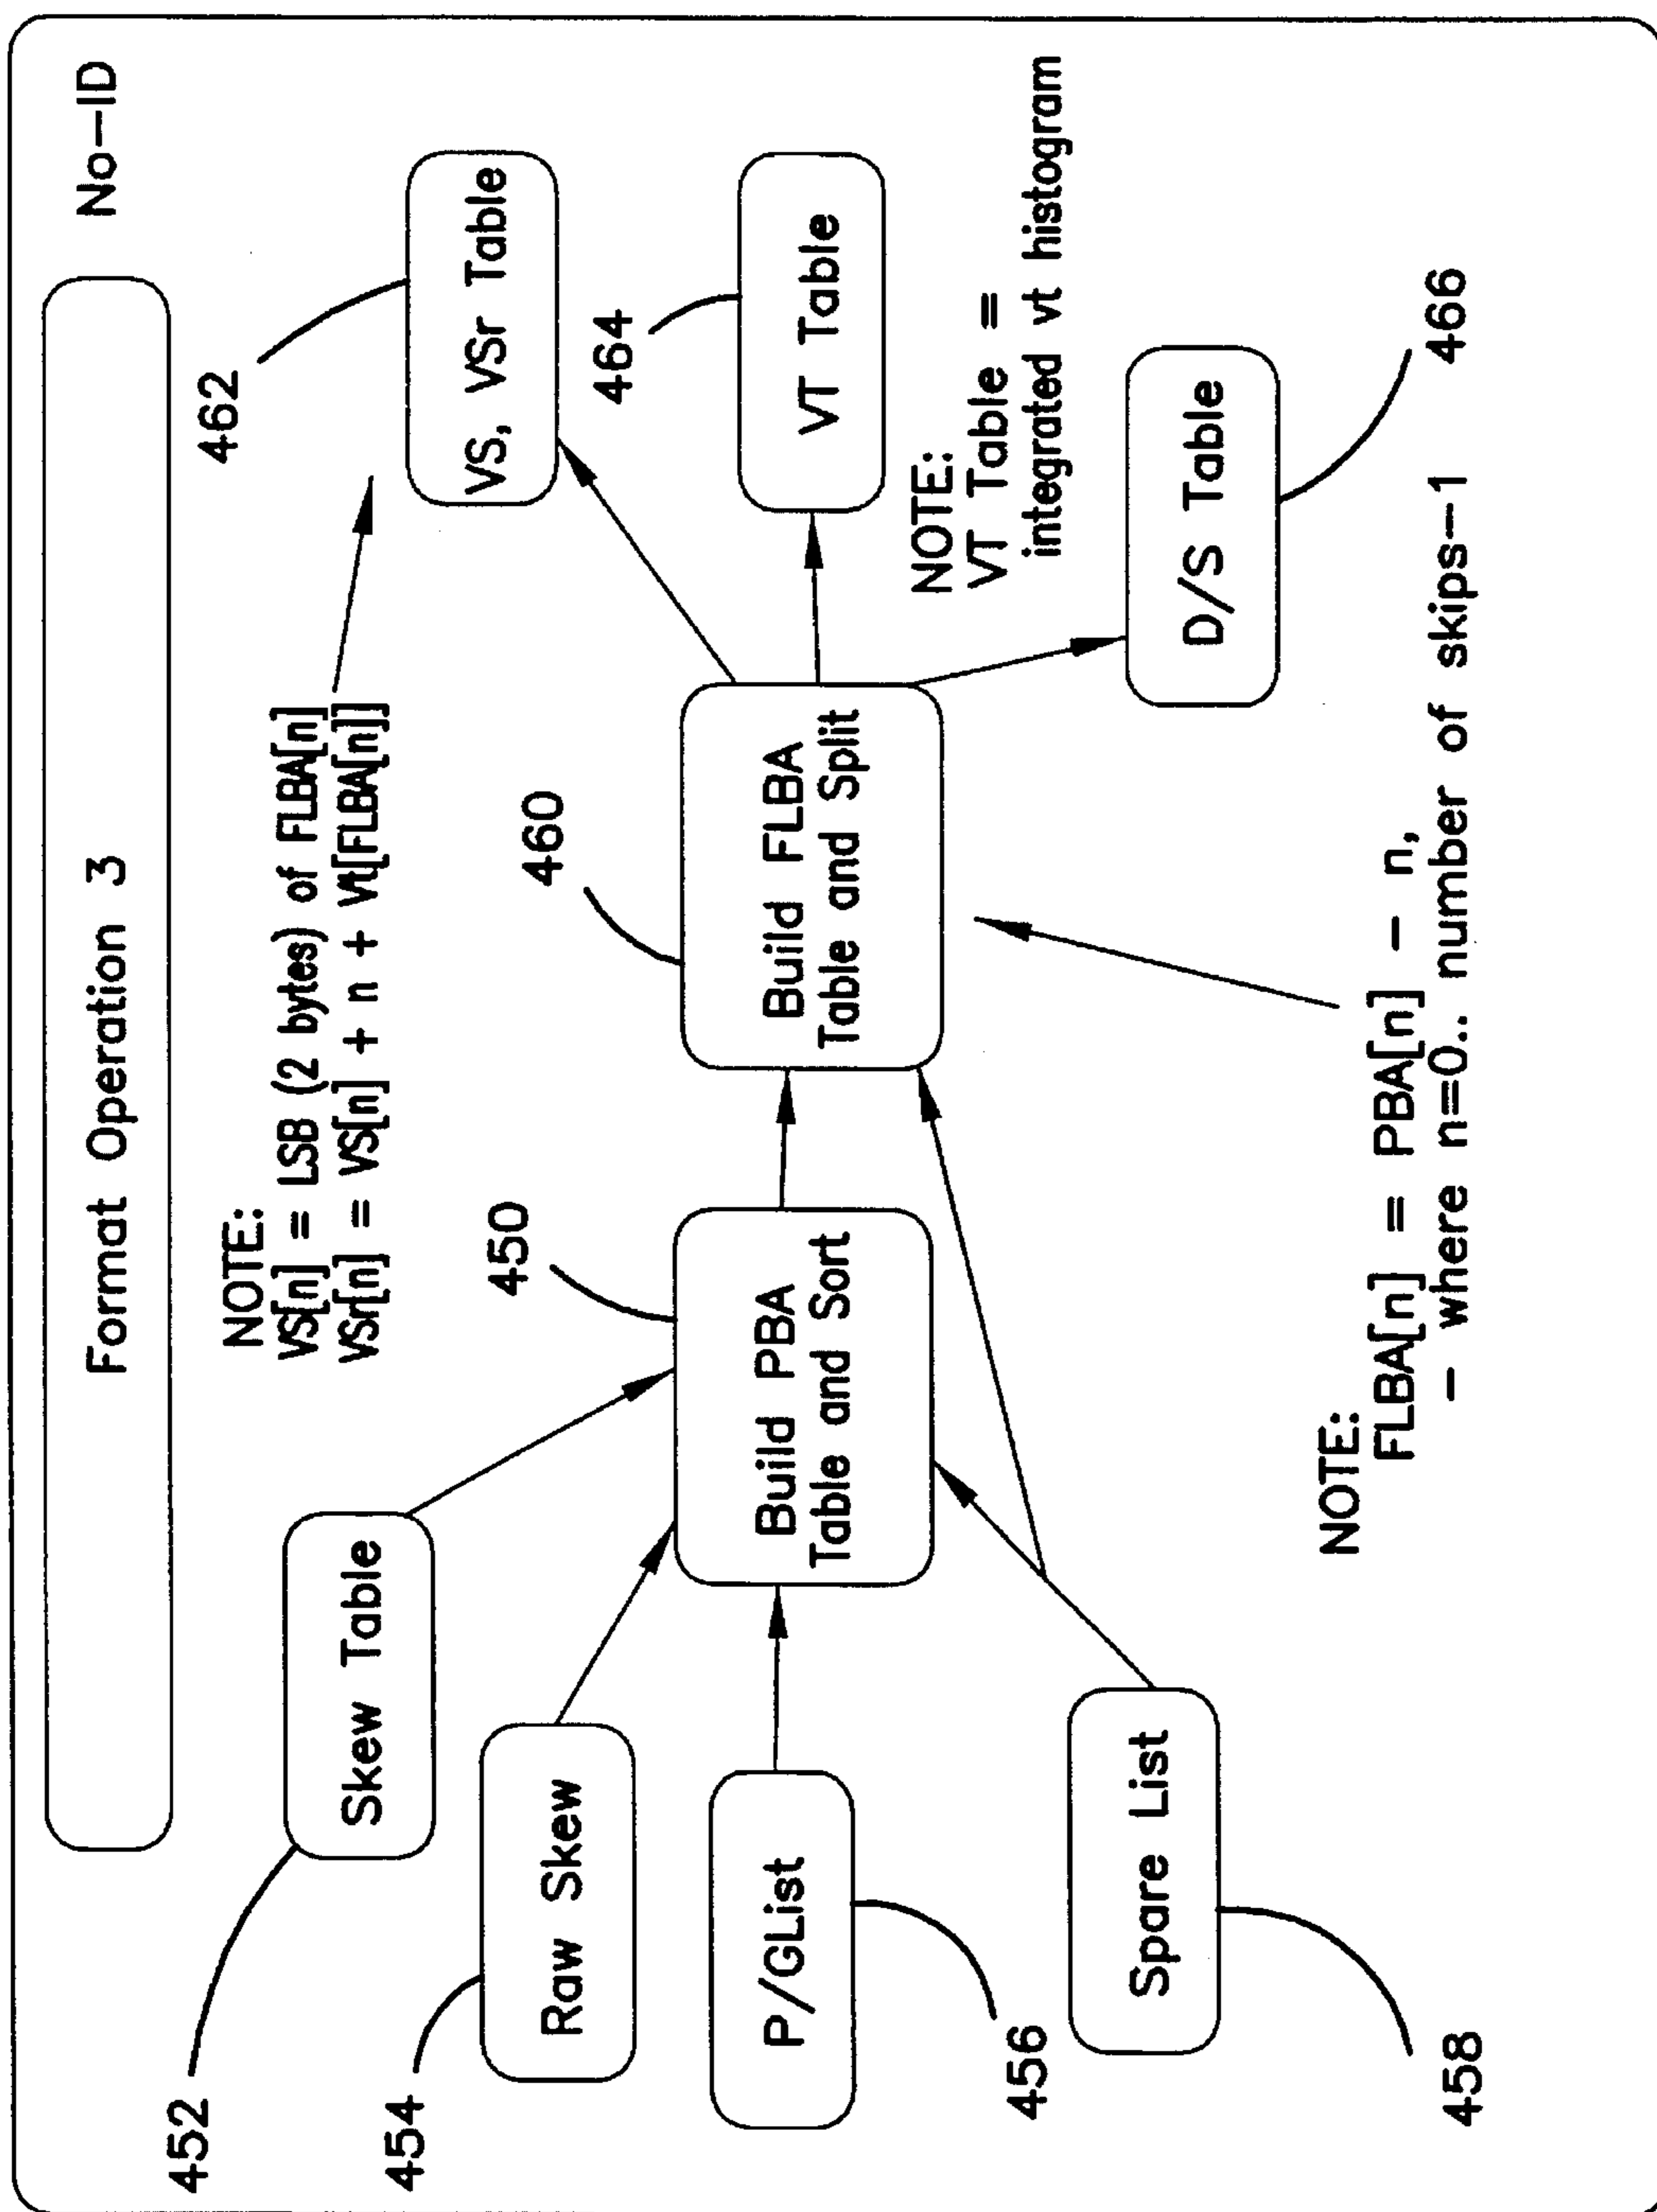 Format Operation 3
No-ID
NOTE:
VS[n] = LSB (2 bytes) of FLBA[n]
VSr[n] = VS[n] + n + Vt[FLBA[n]]
452
Skew Table
454
Raw Skew
P/GList
456
Spare List
458
450
Build PBA
Table and Sort
460
Build FLBA
Table and Split
462
VS, VSr Table
464
VT Table
NOTE:
VT Table =
integrated vt histogram
D/S Table
466
NOTE:
FLBA[n] = PBA[n] - n,
- where n=0.. number of skips-1